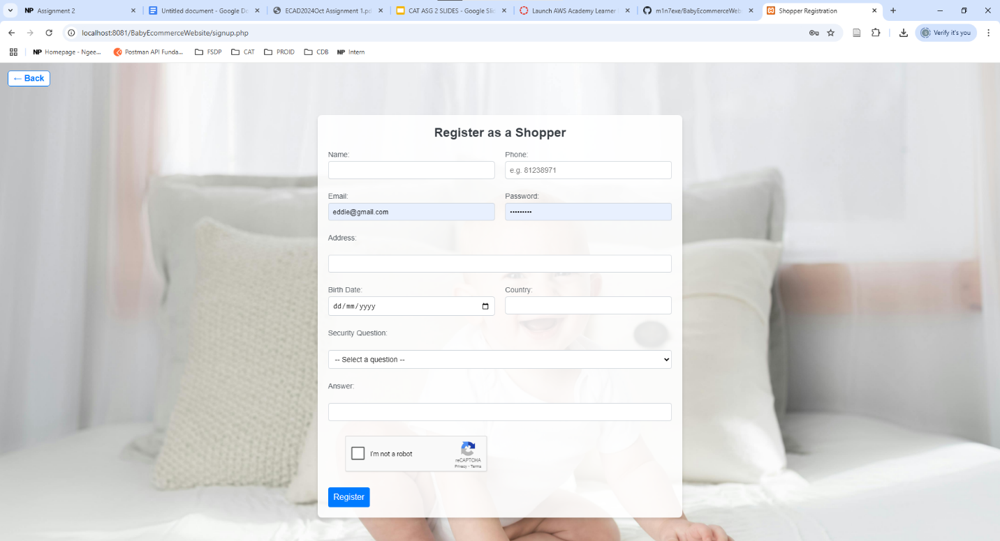 NP Assignment 2
Untitled document - Google Do
ECAD2024Oct Assignment 1.pd
CAT ASG 2 SLIDES - Google Sli
Launch AWS Academy Learner
m1n7exe/BabyEcommerceWeb
Shopper Registration
localhost:8081/BabyEcommerceWebsite/signup.php
Verify it's you
NP Homepage - Ngee...
Postman API Funda...
FSDP
CAT
PROID
CDB
NP Intern
← Back
Register as a Shopper
Name:
Phone:
e.g. 81238971
Email:
Password:
eddie@gmail.com
•••••••••
Address:
Birth Date:
Country:
dd/mm/yyyy
Security Question:
-- Select a question --
Answer:
I'm not a robot
reCAPTCHA
Privacy - Terms
Register